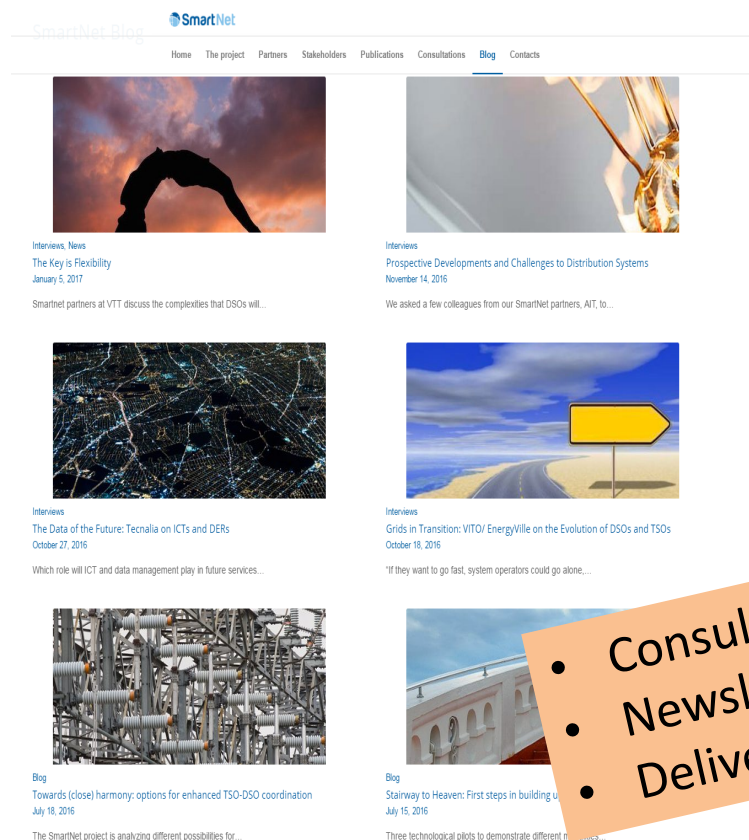 SmartNet
SmartNet Blog
Home The project Partners Stakeholders Publications Consultations Blog Contacts
Interviews, News
The Key is Flexibility
January 5, 2017
Smartnet partners at VTT discuss the complexities that DSOs will...
Interviews
Prospective Developments and Challenges to Distribution Systems
November 14, 2016
We asked a few colleagues from our SmartNet partners, AIT, to...
Interviews
The Data of the Future: Tecnalia on ICTs and DERs
October 27, 2016
Which role will ICT and data management play in future services...
Interviews
Grids in Transition: VITO/ EnergyVille on the Evolution of DSOs and TSOs
October 18, 2016
"If they want to go fast, system operators could go alone,...
Blog
Towards (close) harmony: options for enhanced TSO-DSO coordination
July 18, 2016
The SmartNet project is analyzing different possibilities for...
Blog
Stairway to Heaven: First steps in building
July 15, 2016
Three technological pilots to demonstrate different
• Consul
• Newsl
• Delive